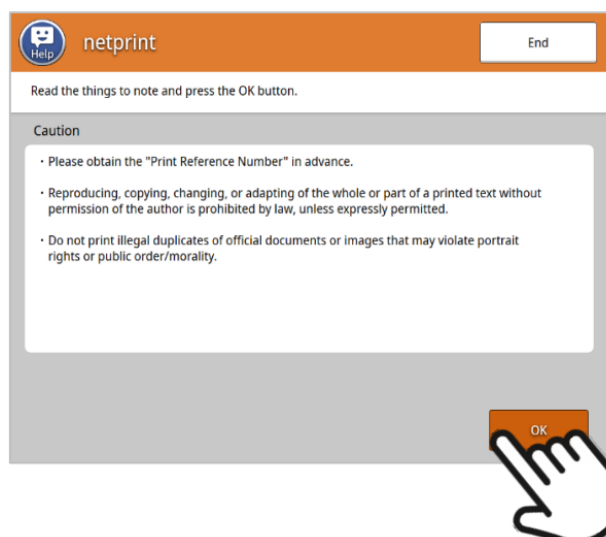 Help
netprint
End
Read the things to note and press the OK button.
Caution
・Please obtain the "Print Reference Number" in advance.
・Reproducing, copying, changing, or adapting of the whole or part of a printed text without
permission of the author is prohibited by law, unless expressly permitted.
・Do not print illegal duplicates of official documents or images that may violate portrait
rights or public order/morality.
OK